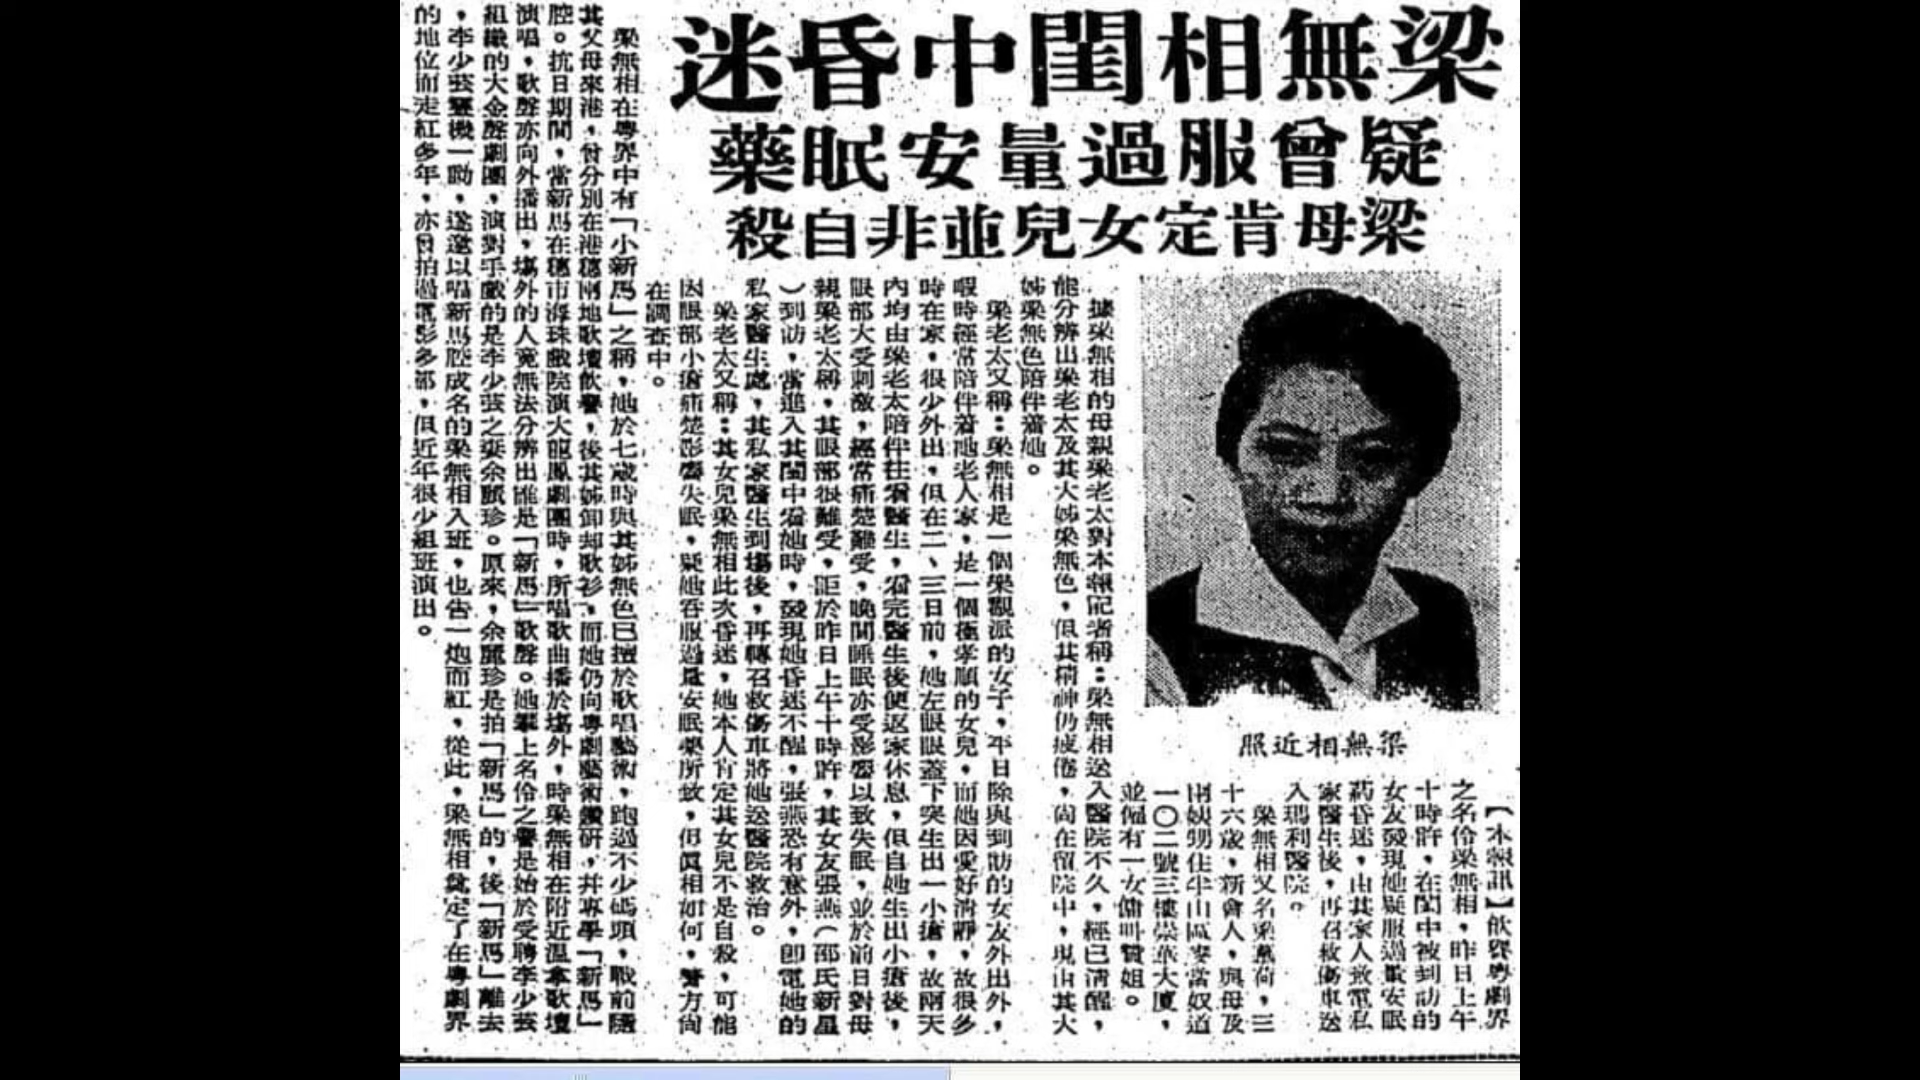 梁無相閨中昏迷
疑曾服過量安眠藥
梁母肯定女兒並非自殺
梁無相近照
【本報訊】飲譽粵劇界
之名伶梁無相，昨日上午
十時許，在閨中被到訪的
女友發現她疑服過量安眠
葯昏迷，由其家人致電私
家醫生後，再召救傷車送
入瑪利醫院。
梁無相又名梁荷，三
十六歲，新會人，與母及
兩姨甥住半山區麥當奴道
一〇二號三樓崇華大厦，
並僱有一女傭叫賢姐。
據梁無相的母親梁老太對本報記者稱：梁無相送入醫院不久，經已清醒，
能分辨出梁老太及其大姊梁無色，但其精神仍疲倦，尚在留院中，現由其大
姊梁無色陪伴着她。
梁老太又稱：梁無相是一個樂觀派的女子，平日除與到訪的女友外出外，
暇時經常陪伴着她老人家，是一個極孝順的女兒，而她因愛好清靜，故很多
時在家，很少外出，但在二、三日前，她左眼眼蓋下突生出一小瘡，故兩天
內均由梁老太陪伴往看醫生，看完醫生後便返家休息，但自她生出小瘡後，
眼部大受刺激，經常痛楚難受，晚間睡眠亦受影響以致失眠，並於前日對母
親梁老太稱，其眼部很難受，詎於昨日上午十時許，其女友張燕（邵氏新星
）到訪，當進入其閨中看她時，發現她昏迷不醒，張燕恐有意外，即電她的
私家醫生處，其私家醫生到塲後，再轉召救傷車將她送醫院救治。
梁老太又稱：其女兒梁無相此次昏迷，她本人肯定其女兒不是自殺，可能
因眼部小瘡痛楚影響失眠，疑她吞服過量安眠藥所致，但眞相如何，警方尚
在調查中。
梁無相在粵界中有「小新馬」之稱，她於七歲時與其姊無色已擅於歌唱藝術，跑過不少碼頭，戰前隨
其父母來港，曾分別在港穗兩地歌壇飲譽，後其姊卸却歌衫，而她仍向粵劇藝術鑽研，并專學「新馬」
腔。抗日期間，當新馬在穗市海珠戲院演大龍鳳劇團時，所唱歌曲播於塲外，時梁無相在附近溫拿歌壇
演唱，歌聲亦向外播出，塲外的人竟無法分辨出誰是「新馬」歌聲。她攀上名伶之譽是始於受聘李少芸
組織的大金聲劇團，演對手戲的是李少芸之妻余麗珍。原來，余麗珍是拍「新馬」的，後「新馬」離去
，李少芸靈機一動，遂邀以唱新馬腔成名的梁無相入班，也告一炮而紅，從此，梁無相奠定了在粵劇界
的地位而走紅多年，亦曾拍過電影多部，但近年很少組班演出。